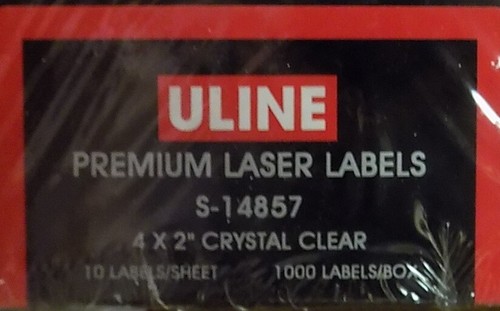 ULINE
PREMIUM LASER LABELS
S-14857
4 X 2" CRYSTAL CLEAR
10 LABELS/SHEET 1000 LABELS/BOX